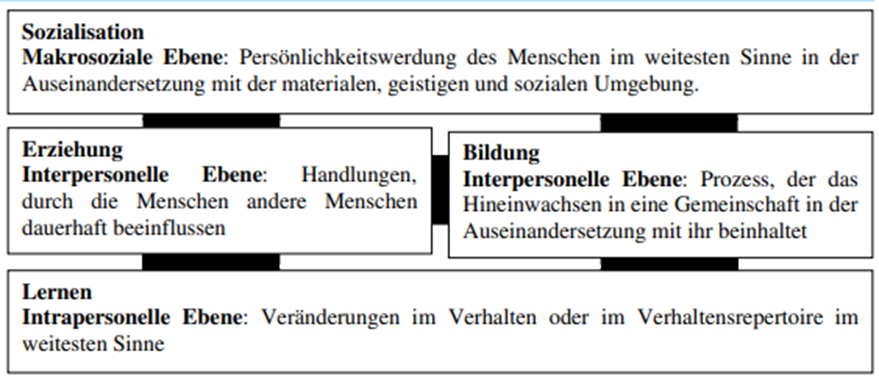 Sozialisation
Makrosoziale Ebene: Persönlichkeitswerdung des Menschen im weitesten Sinne in der
Auseinandersetzung mit der materialen, geistigen und sozialen Umgebung.
Erziehung
Interpersonelle Ebene: Handlungen,
durch die Menschen andere Menschen
dauerhaft beeinflussen
Bildung
Interpersonelle Ebene: Prozess, der das
Hineinwachsen in eine Gemeinschaft in der
Auseinandersetzung mit ihr beinhaltet
Lernen
Intrapersonelle Ebene: Veränderungen im Verhalten oder im Verhaltensrepertoire im
weitesten Sinne